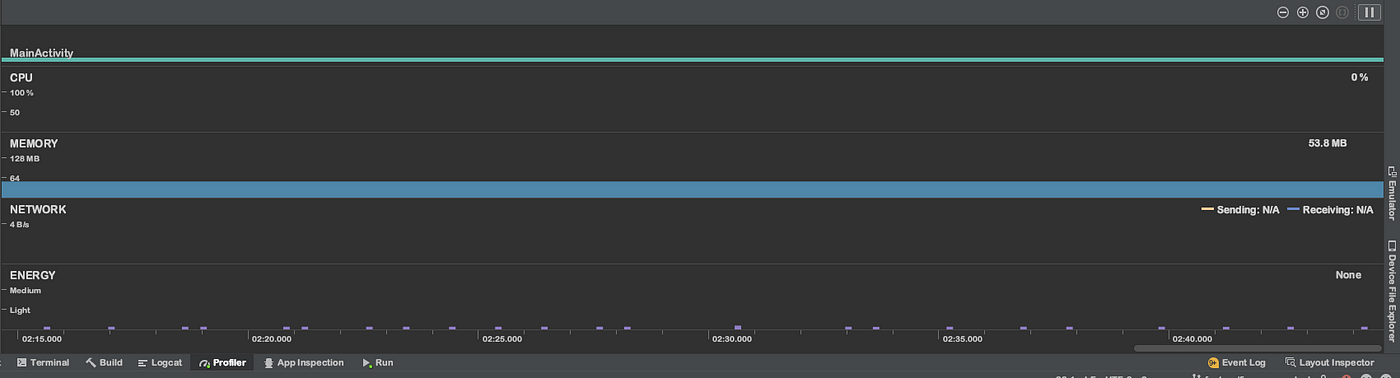 MainActivity
CPU 0 %
100 %
50
MEMORY 53.8 MB
128 MB
64
NETWORK Sending: N/A Receiving: N/A
4 B/s
ENERGY None
Medium
Light
02:15.000 02:20.000 02:25.000 02:30.000 02:35.000 02:40.000
Terminal Build Logcat Profiler App Inspection Run Event Log Layout Inspector
Emulator
Device File Explorer